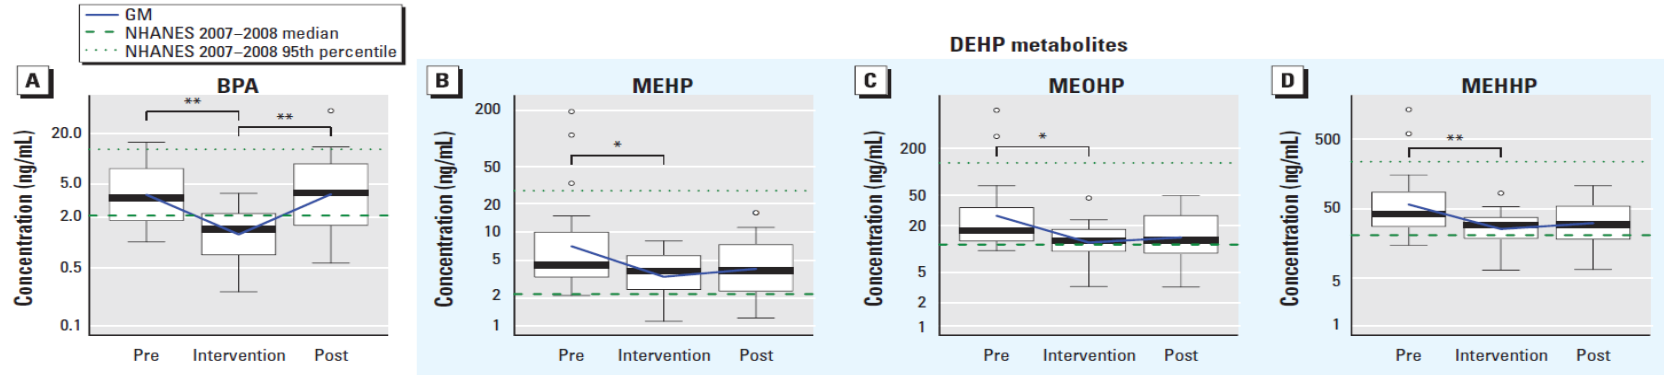 GM
NHANES 2007–2008 median
NHANES 2007–2008 95th percentile
DEHP metabolites
A
BPA
Concentration (ng/mL)
20.0
5.0
2.0
0.5
0.1
**
**
Pre Intervention Post
B
MEHP
Concentration (ng/mL)
200
50
20
10
5
2
1
*
Pre Intervention Post
C
MEOHP
Concentration (ng/mL)
200
50
20
5
2
1
*
Pre Intervention Post
D
MEHHP
Concentration (ng/mL)
500
50
5
1
**
Pre Intervention Post